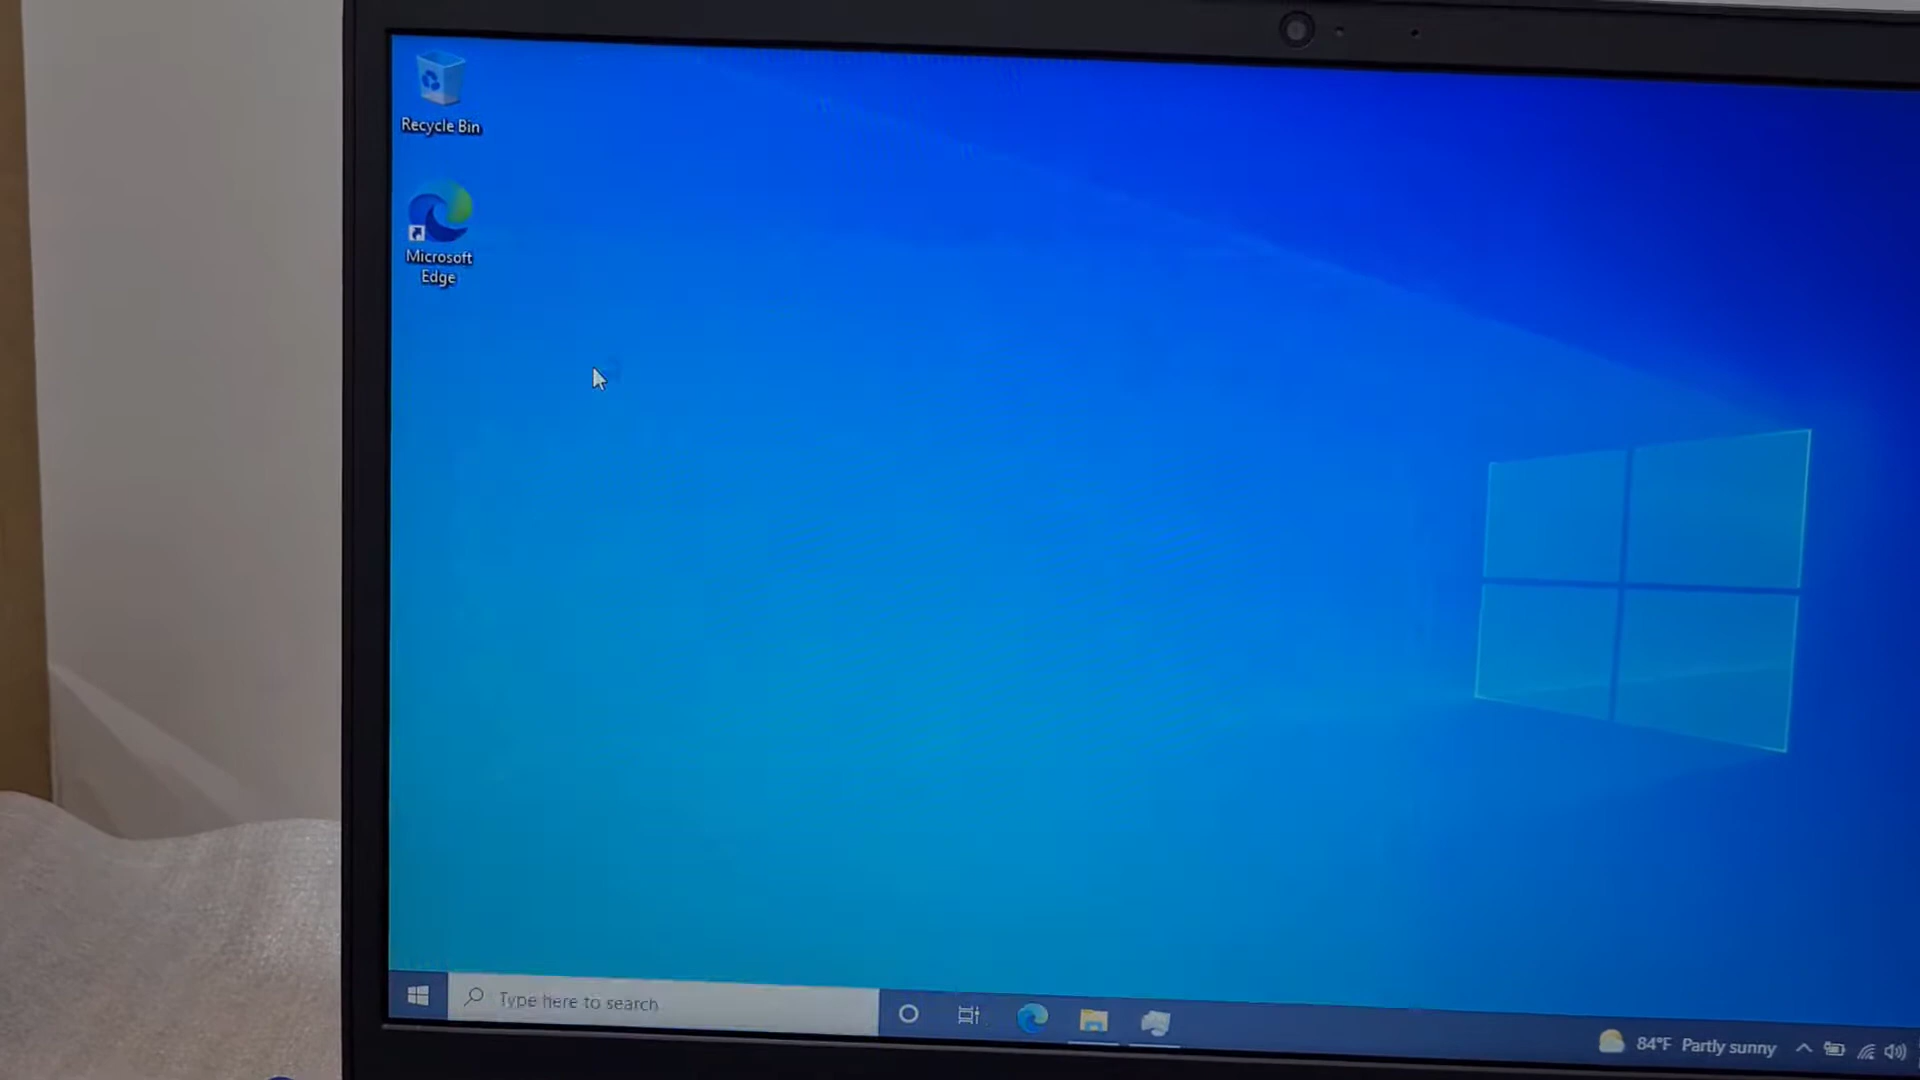 Recycle Bin
Microsoft
Edge
Type here to search
84°F Partly sunny